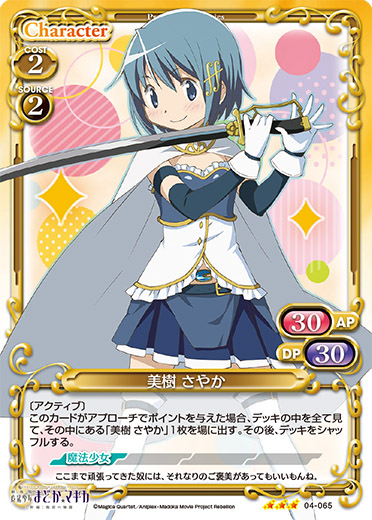 Character
COST
2
SOURCE
2
30 AP
DP 30
美樹 さやか
〔アクティブ〕
このカードがアプローチでポイントを与えた場合、デッキの中を全て見
て、その中にある「美樹 さやか」1枚を場に出す。その後、デッキをシャッ
フルする。
魔法少女
ここまで頑張ってきた奴には、それなりのご褒美があってもいいもんね。
まどか☆マギカ
©Magica Quartet／Aniplex・Madoka Movie Project Rebellion
04-065